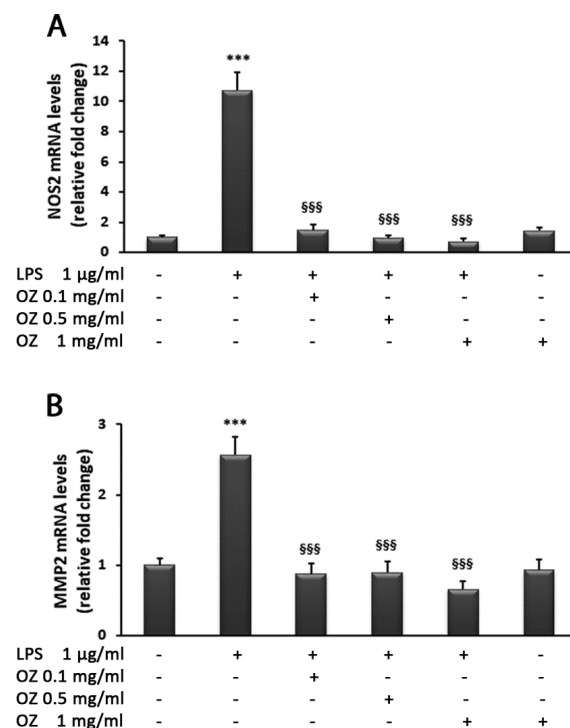 A
NOS2 mRNA levels
(relative fold change)
14
12
10
8
6
4
2
0
***
§§§
§§§
§§§
LPS 1 µg/ml - + + + + -
OZ 0.1 mg/ml - - + - - -
OZ 0.5 mg/ml - - - + - -
OZ 1 mg/ml - - - - + +
B
MMP2 mRNA levels
(relative fold change)
3
2
1
0
***
§§§
§§§
§§§
LPS 1 µg/ml - + + + + -
OZ 0.1 mg/ml - - + - - -
OZ 0.5 mg/ml - - - + - -
OZ 1 mg/ml - - - - + +